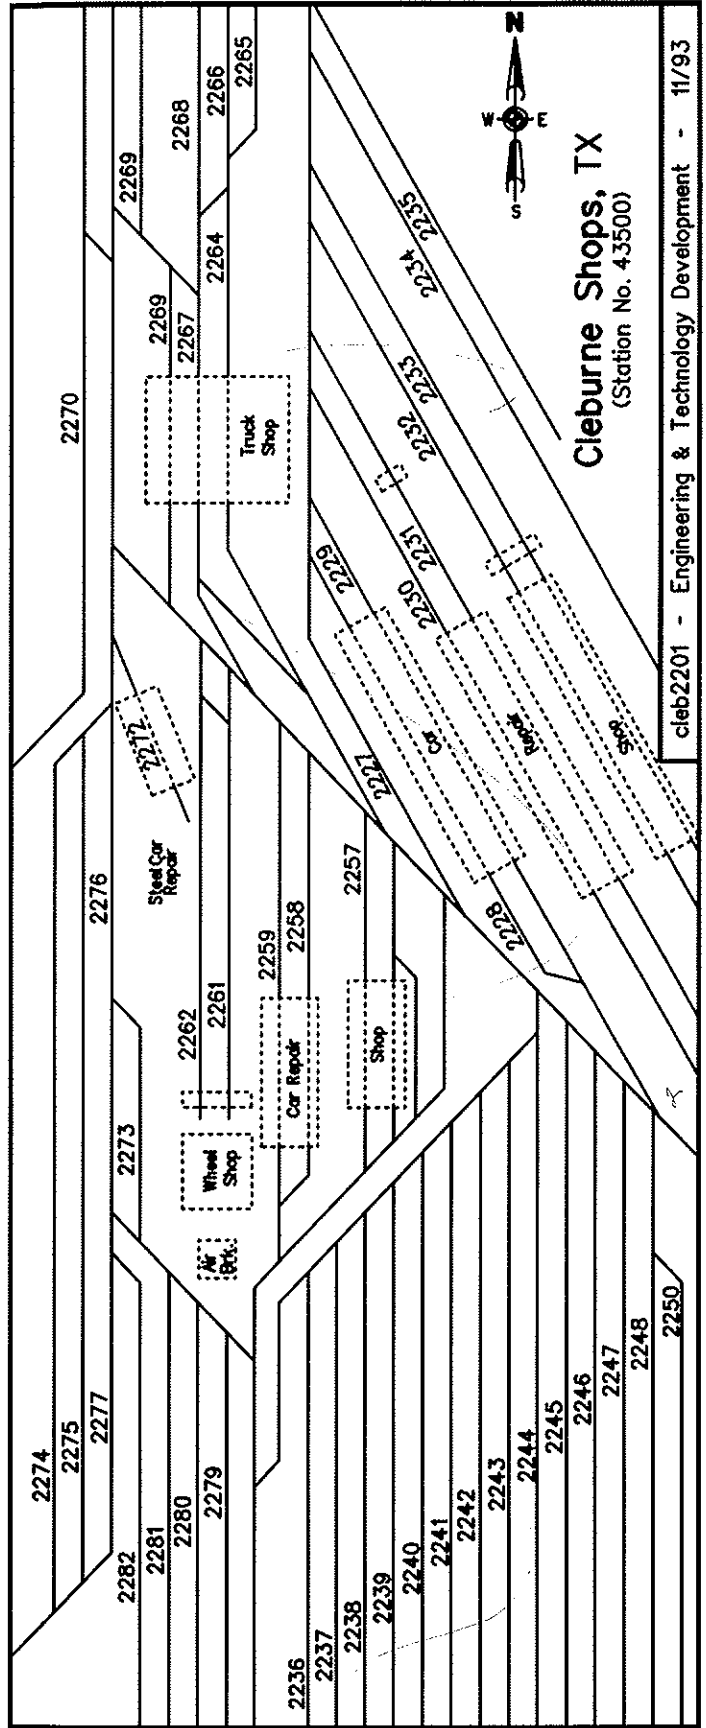 N
W E
S
Cleburne Shops, TX
(Station No. 43500)
cleb2201 - Engineering & Technology Development - 11/93
2274
2275
2277
2282
2281
2280
2279
2273
2276
2270
2272
Steel Car
Repair
2262
2261
2259
2258
2257
Air
Brk.
Wheel
Shop
Car Repair
Shop
Truck
Shop
2269
2267
2264
2269
2268
2266
2265
2236
2237
2238
2239
2240
2241
2242
2243
2244
2245
2246
2247
2248
2250
2227
2228
2229
2230
2231
2232
2233
2234
2235
Car
Repair
Shop